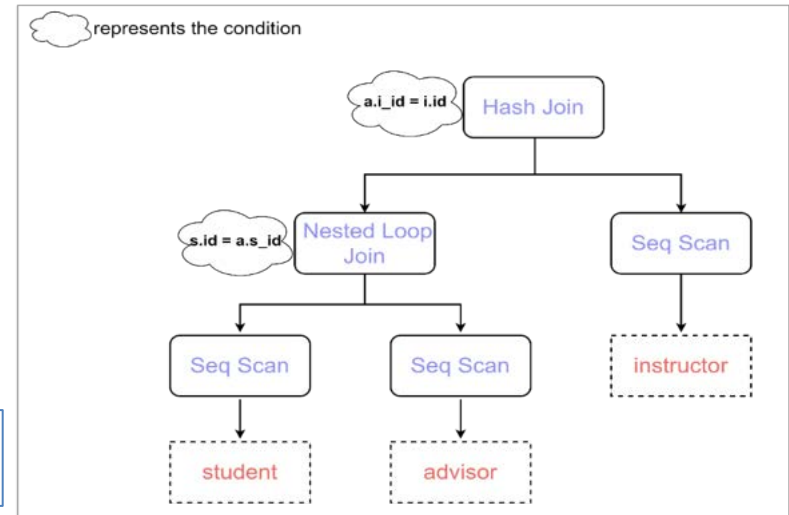 represents the condition
a.i_id = i.id
Hash Join
s.id = a.s_id
Nested Loop
Join
Seq Scan
Seq Scan
Seq Scan
instructor
student
advisor